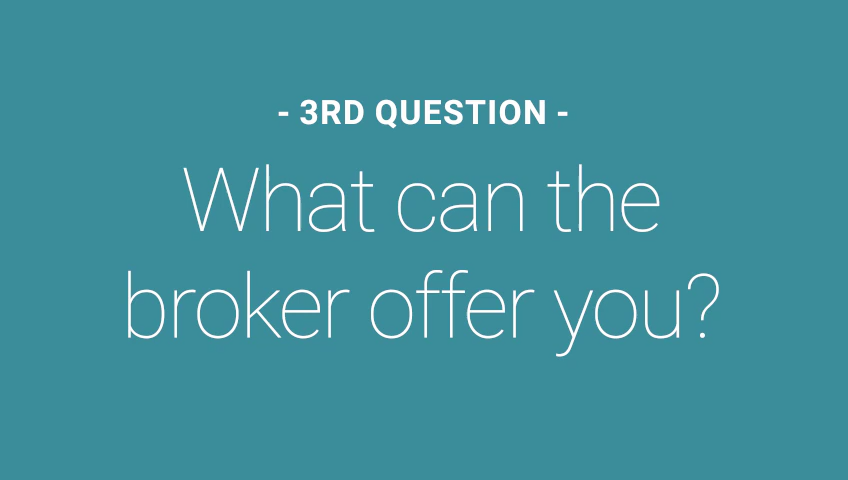 - 3RD QUESTION -
What can the
broker offer you?